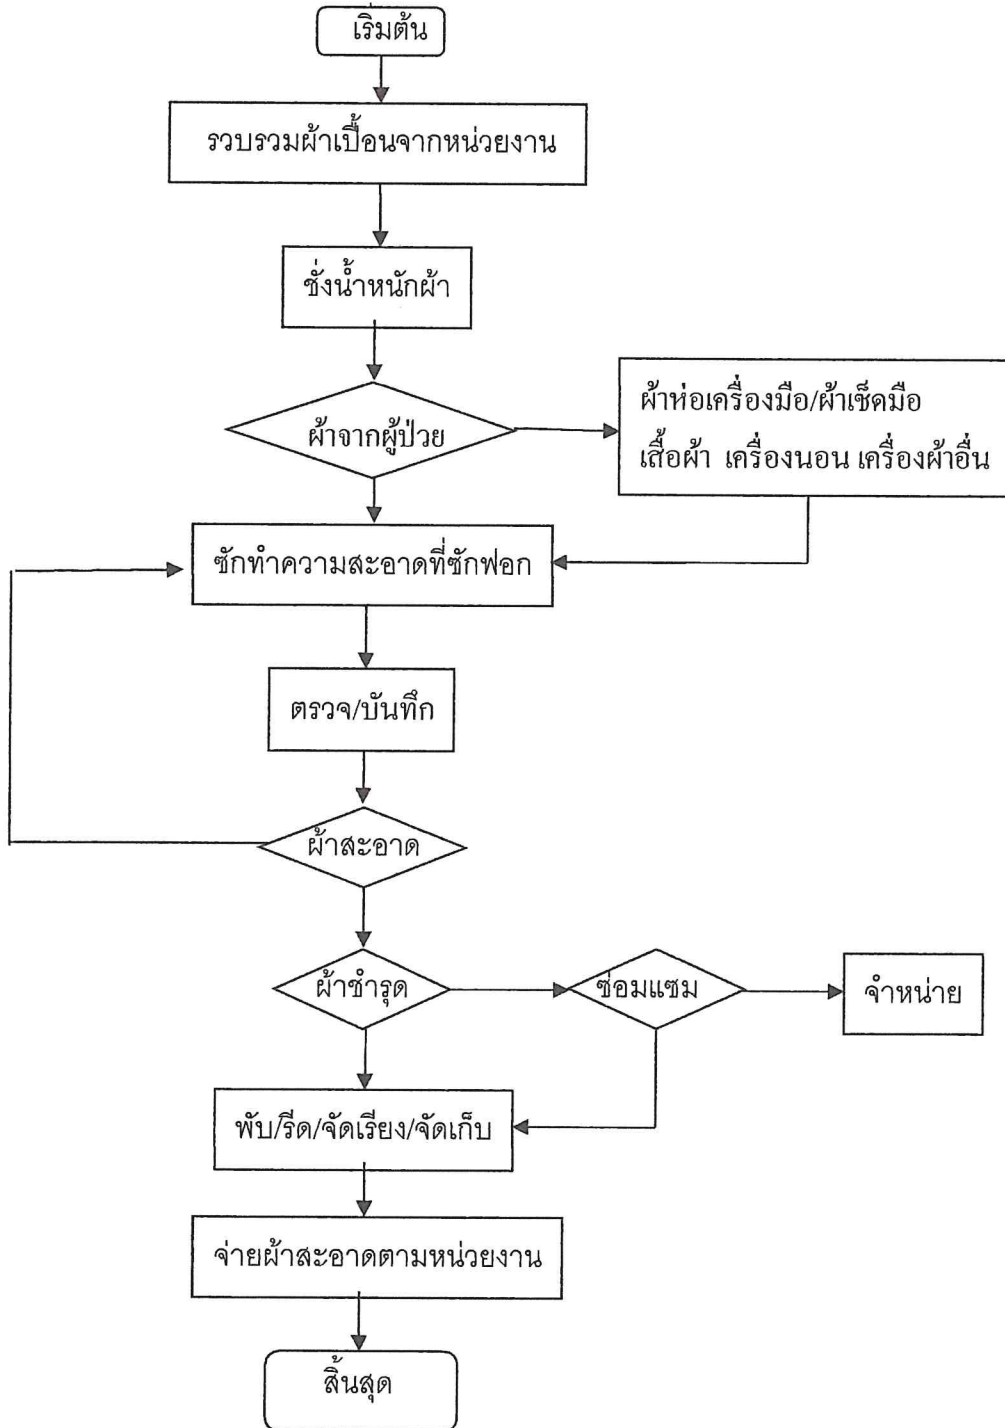 เริ่มต้น
รวบรวมผ้าเปื้อนจากหน่วยงาน
ชั่งน้ำหนักผ้า
ผ้าจากผู้ป่วย
ผ้าห่อเครื่องมือ/ผ้าเช็ดมือ
เสื้อผ้า เครื่องนอน เครื่องผ้าอื่น
ซักทำความสะอาดที่ซักฟอก
ตรวจ/บันทึก
ผ้าสะอาด
ผ้าชำรุด
ซ่อมแซม
จำหน่าย
พับ/รีด/จัดเรียง/จัดเก็บ
จ่ายผ้าสะอาดตามหน่วยงาน
สิ้นสุด